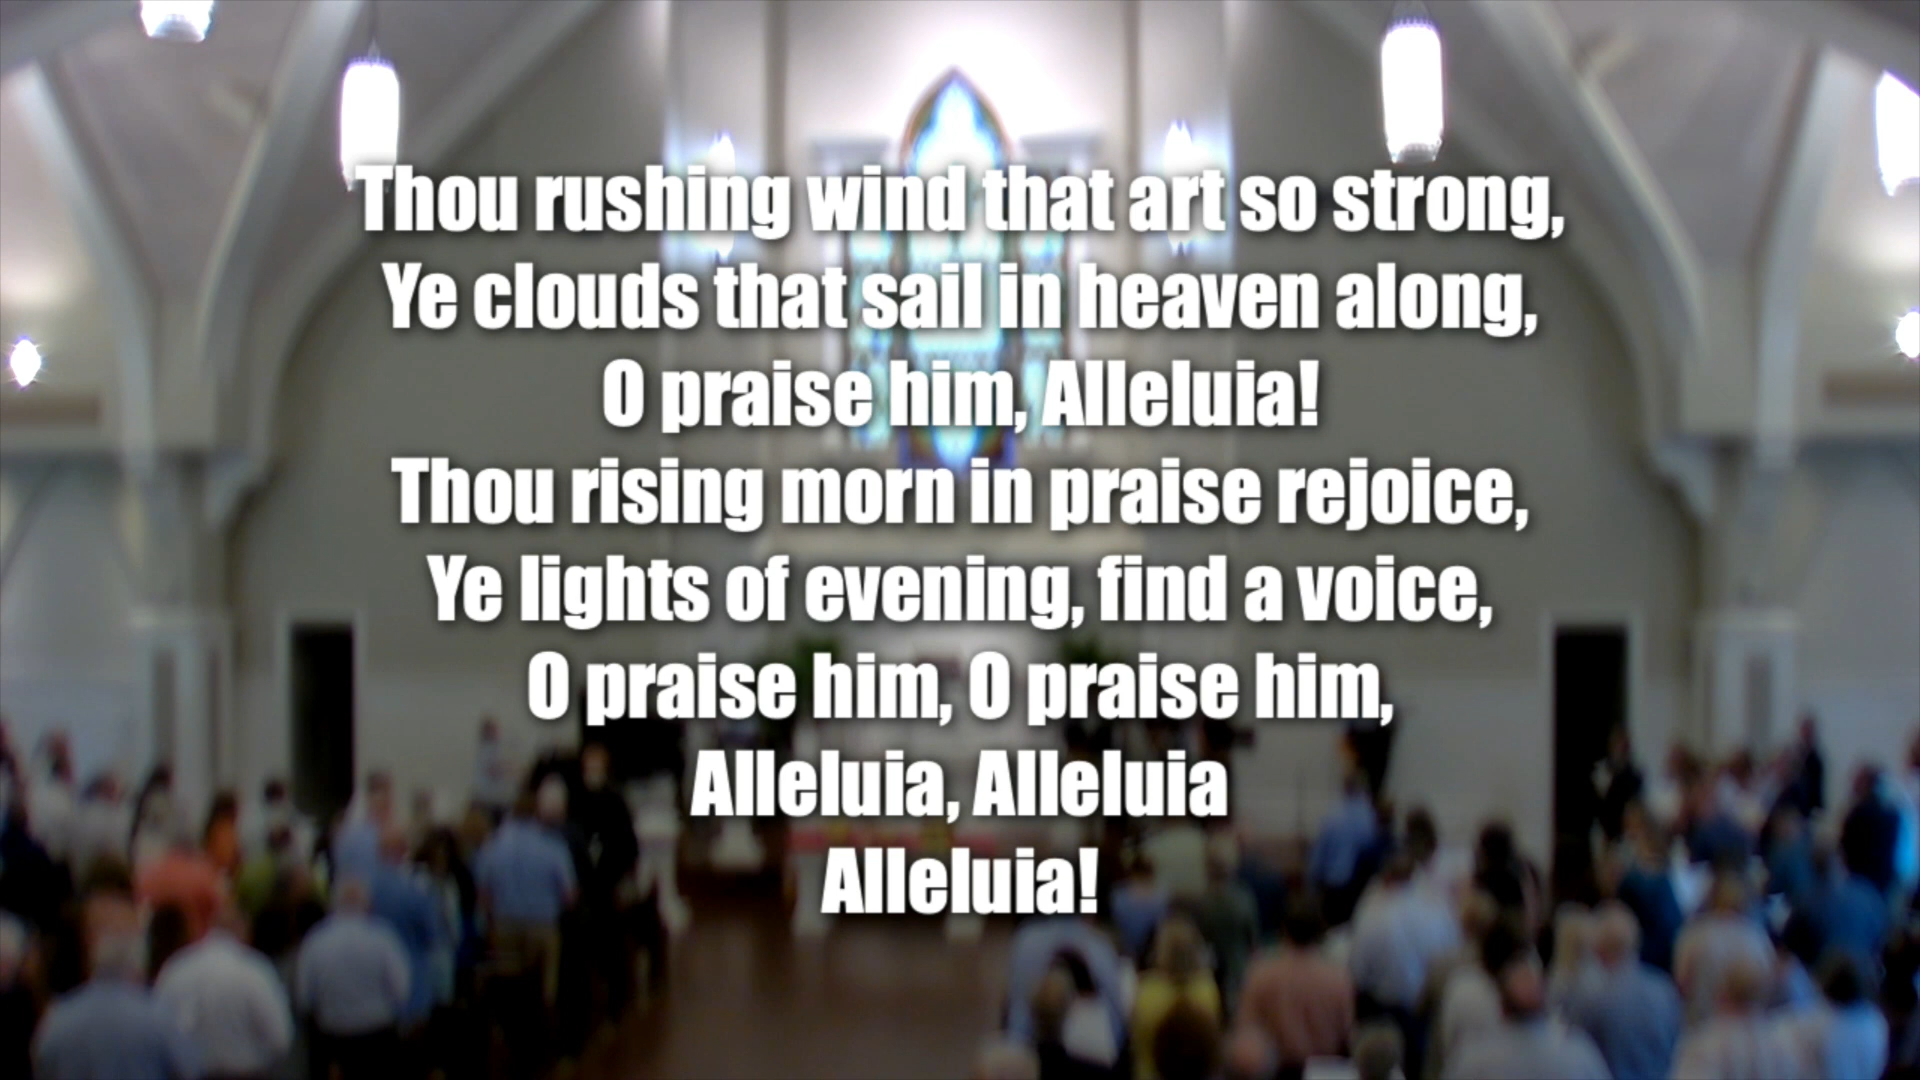 Thou rushing wind that art so strong,
Ye clouds that sail in heaven along,
O praise him, Alleluia!
Thou rising morn in praise rejoice,
Ye lights of evening, find a voice,
O praise him, O praise him,
Alleluia, Alleluia
Alleluia!